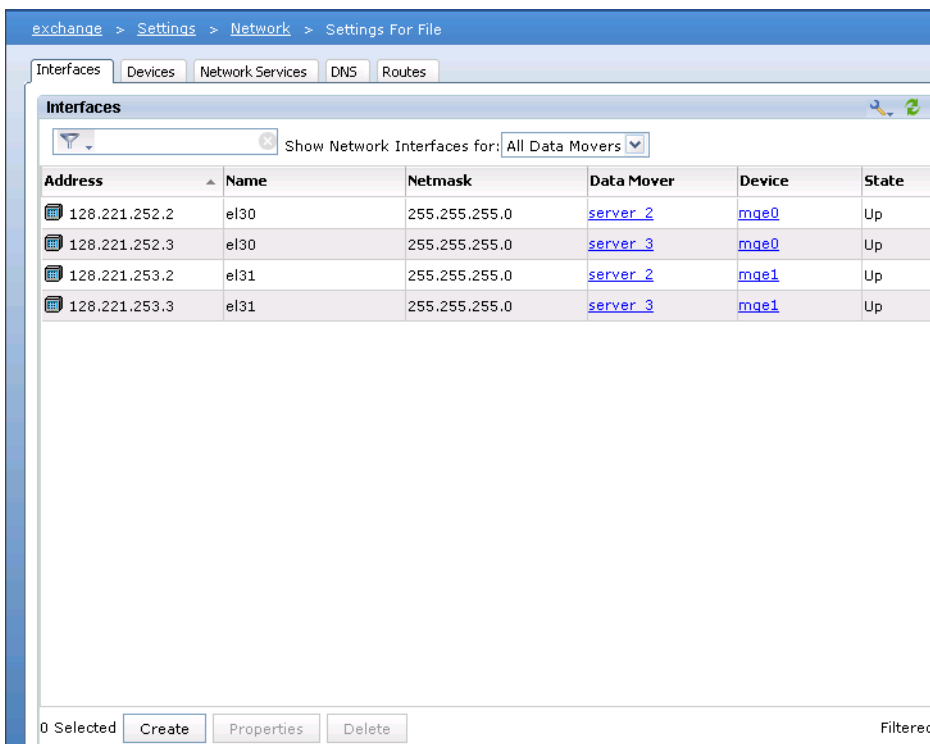 exchange > Settings > Network > Settings For File
Interfaces Devices Network Services DNS Routes
Interfaces
Show Network Interfaces for: All Data Movers
Address Name Netmask Data Mover Device State
128.221.252.2 el30 255.255.255.0 server_2 mge0 Up
128.221.252.3 el30 255.255.255.0 server_3 mge0 Up
128.221.253.2 el31 255.255.255.0 server_2 mge1 Up
128.221.253.3 el31 255.255.255.0 server_3 mge1 Up
0 Selected Create Properties Delete Filtered